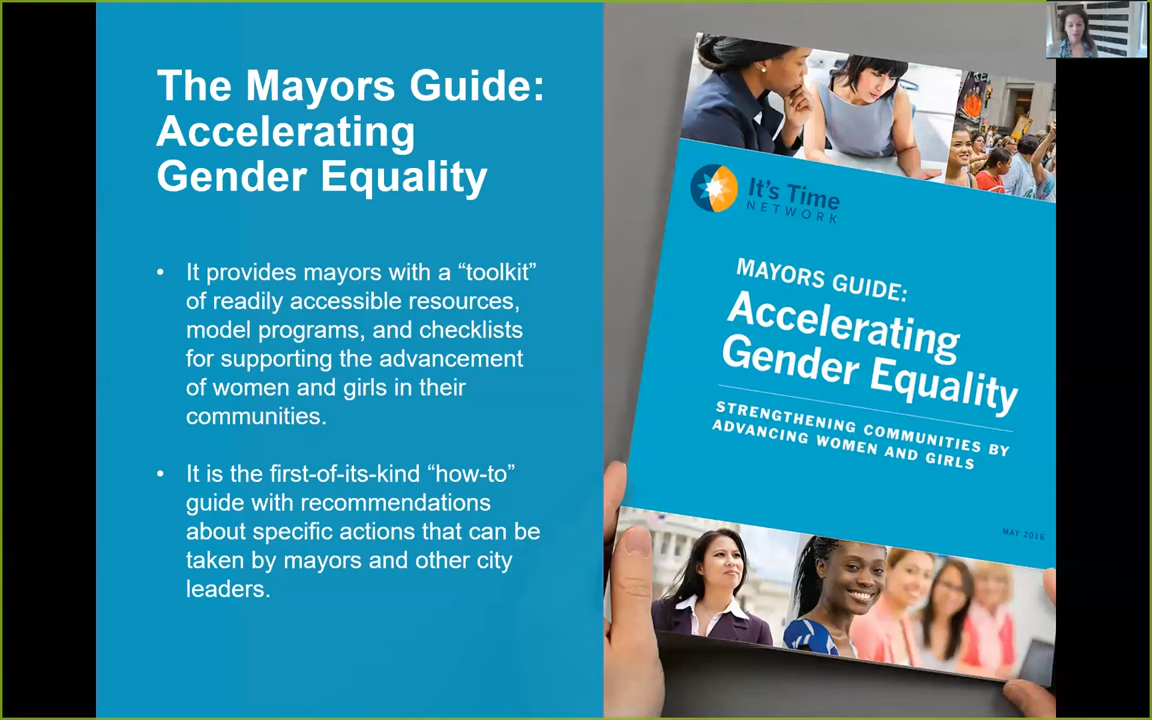 The Mayors Guide:
Accelerating
Gender Equality
• It provides mayors with a “toolkit”
of readily accessible resources,
model programs, and checklists
for supporting the advancement
of women and girls in their
communities.
• It is the first-of-its-kind “how-to”
guide with recommendations
about specific actions that can be
taken by mayors and other city
leaders.
It's Time
NETWORK
MAYORS GUIDE:
Accelerating
Gender Equality
STRENGTHENING COMMUNITIES BY
ADVANCING WOMEN AND GIRLS
MAY 2016